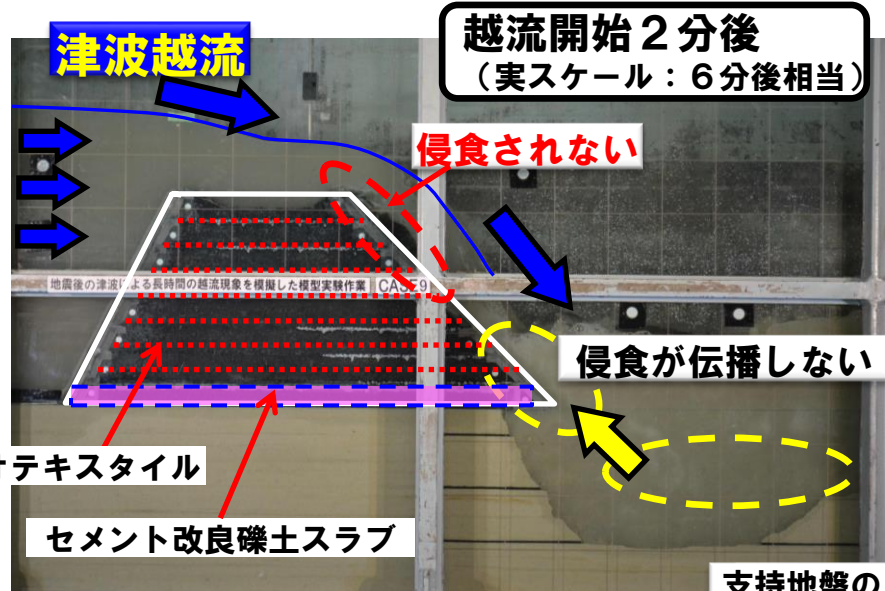 津波越流
越流開始２分後
（実スケール：６分後相当）
侵食されない
地震後の津波による長時間の越流現象を模擬した模型実験作業 CASE9
侵食が伝播しない
テキスタイル
セメント改良礫土スラブ
支持地盤の